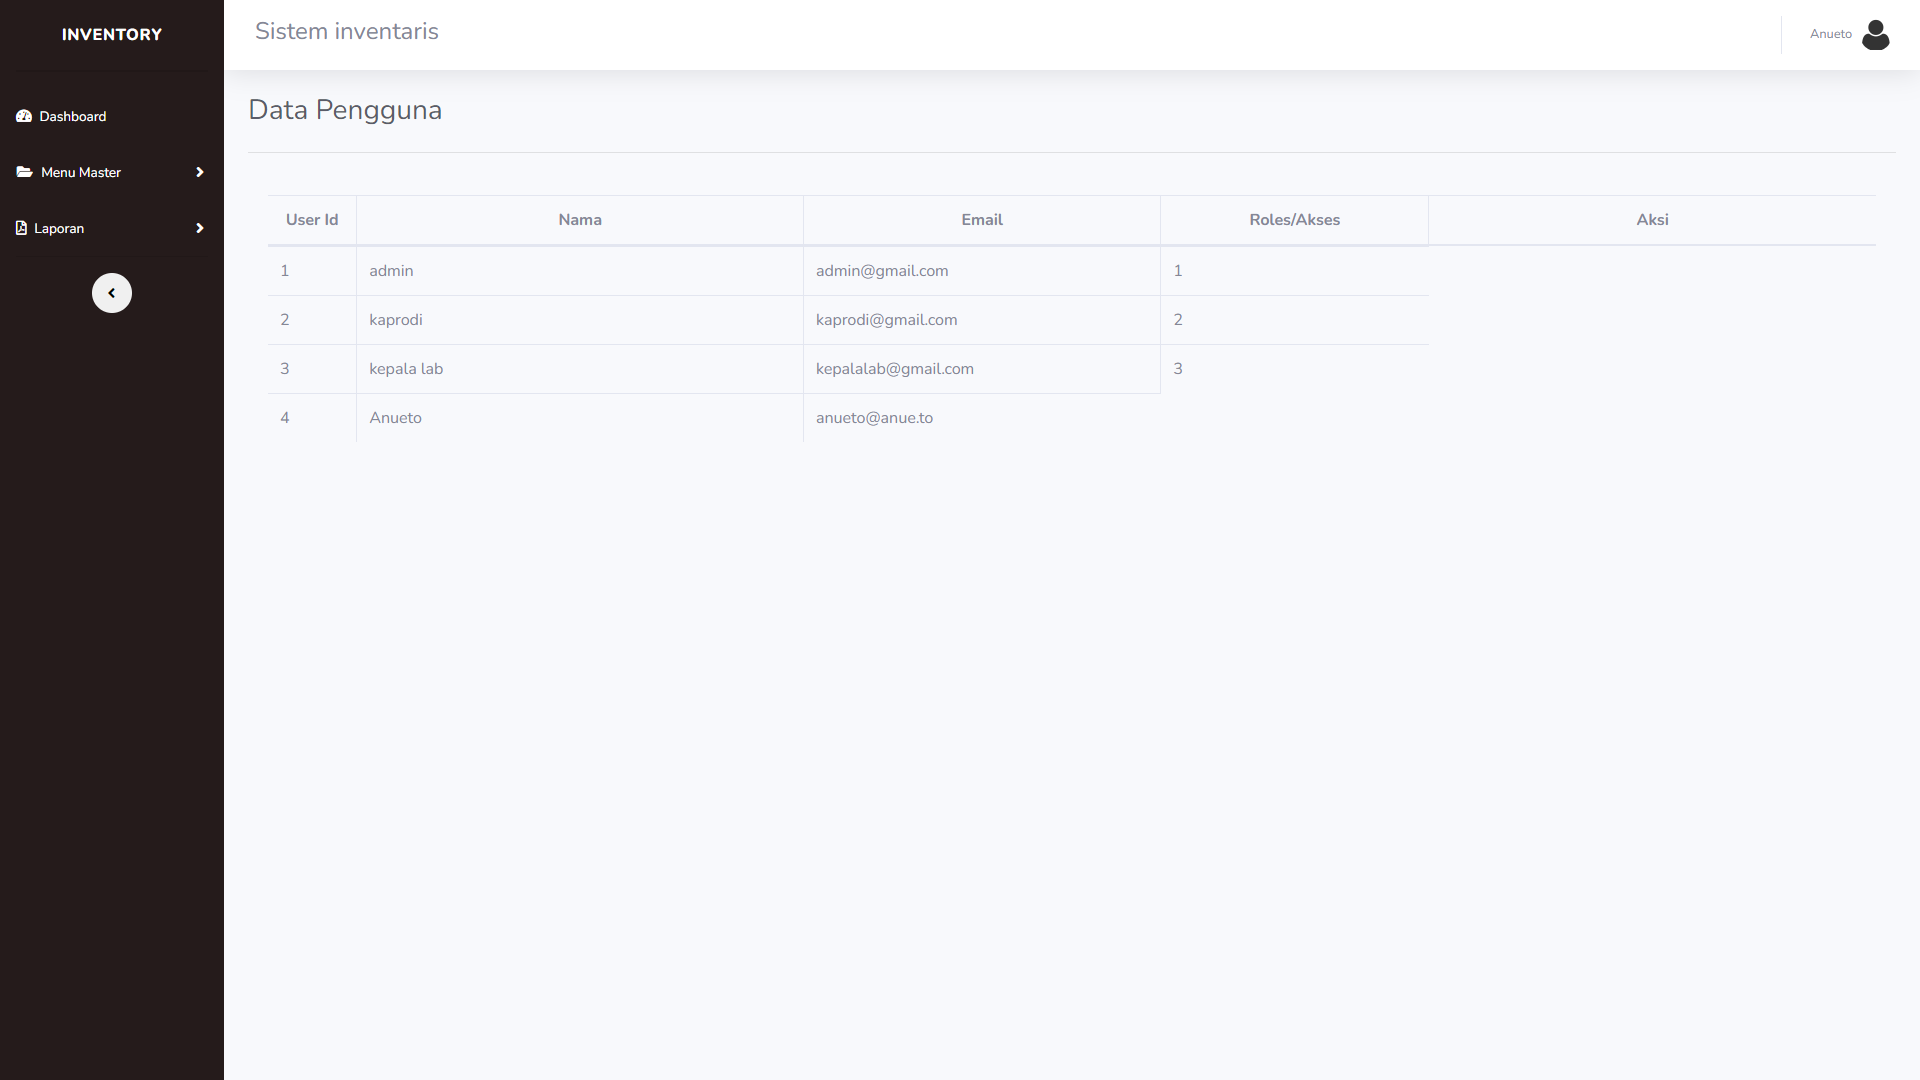 INVENTORY
Sistem inventaris
Anueto
Dashboard
Menu Master
Laporan
Data Pengguna
User Id Nama Email Roles/Akses Aksi
1 admin admin@gmail.com 1
2 kaprodi kaprodi@gmail.com 2
3 kepala lab kepalalab@gmail.com 3
4 Anueto anueto@anue.to